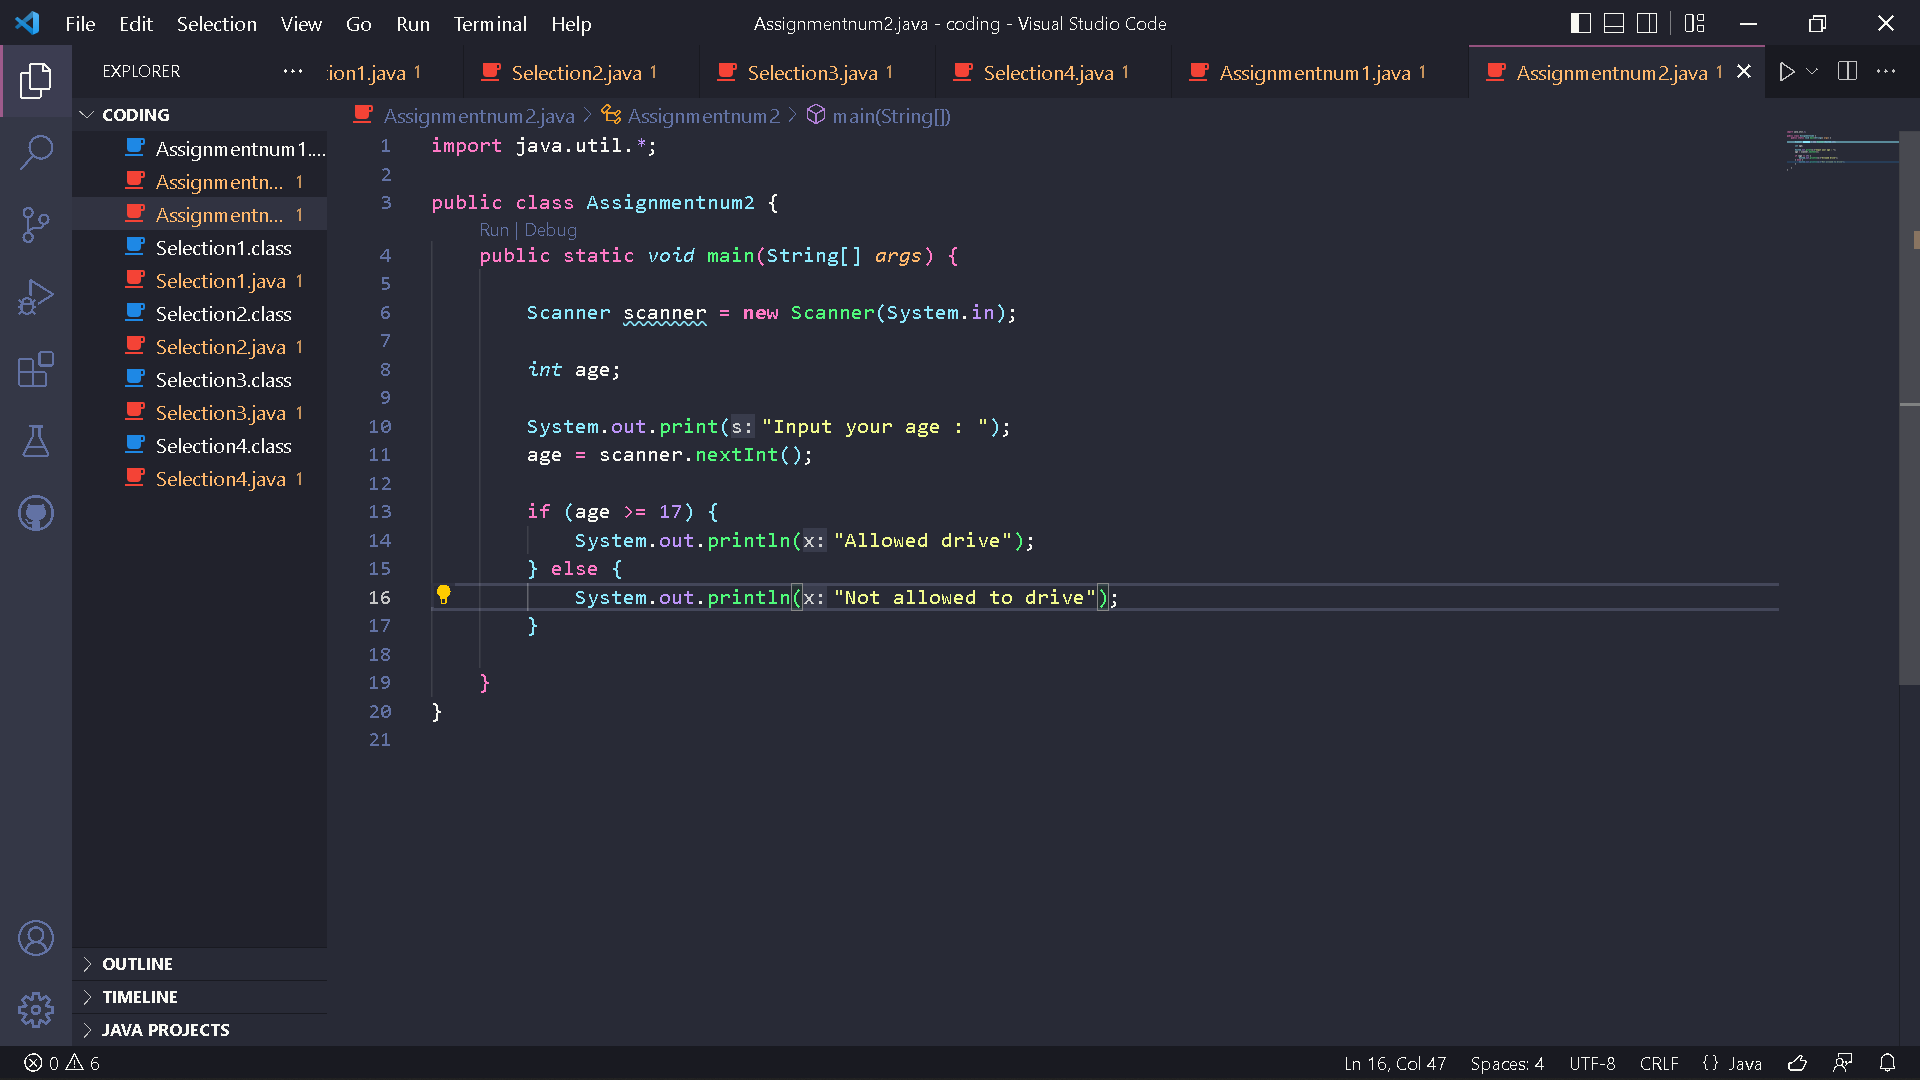 File Edit Selection View Go Run Terminal Help Assignmentnum2.java - coding - Visual Studio Code
EXPLORER ion1.java 1 Selection2.java 1 Selection3.java 1 Selection4.java 1 Assignmentnum1.java 1 Assignmentnum2.java 1
CODING
Assignmentnum1....
Assignmentn... 1
Assignmentn... 1
Selection1.class
Selection1.java 1
Selection2.class
Selection2.java 1
Selection3.class
Selection3.java 1
Selection4.class
Selection4.java 1
OUTLINE
TIMELINE
JAVA PROJECTS
Assignmentnum2.java > Assignmentnum2 > main(String[])
1 import java.util.*;
2
3 public class Assignmentnum2 {
Run | Debug
4 public static void main(String[] args) {
5
6 Scanner scanner = new Scanner(System.in);
7
8 int age;
9
10 System.out.print(s: "Input your age : ");
11 age = scanner.nextInt();
12
13 if (age >= 17) {
14 System.out.println(x: "Allowed drive");
15 } else {
16 System.out.println(x: "Not allowed to drive");
17 }
18
19 }
20 }
21
0 6 Ln 16, Col 47 Spaces: 4 UTF-8 CRLF {} Java